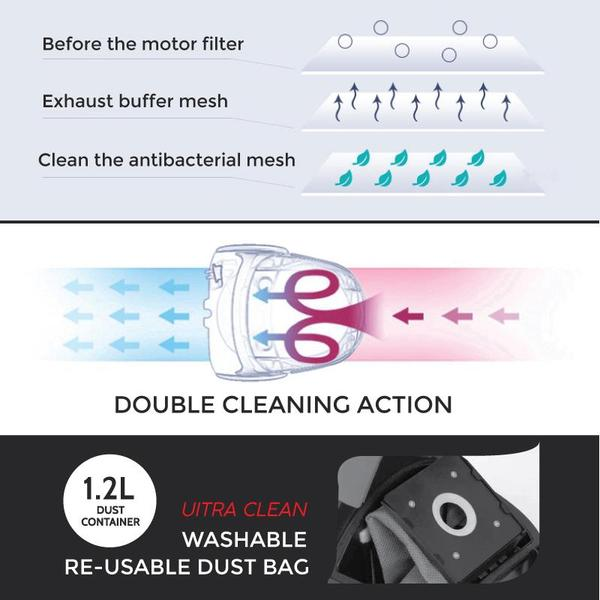 Before the motor filter
Exhaust buffer mesh
Clean the antibacterial mesh
DOUBLE CLEANING ACTION
1.2L
DUST
CONTAINER
UITRA CLEAN
WASHABLE
RE-USABLE DUST BAG